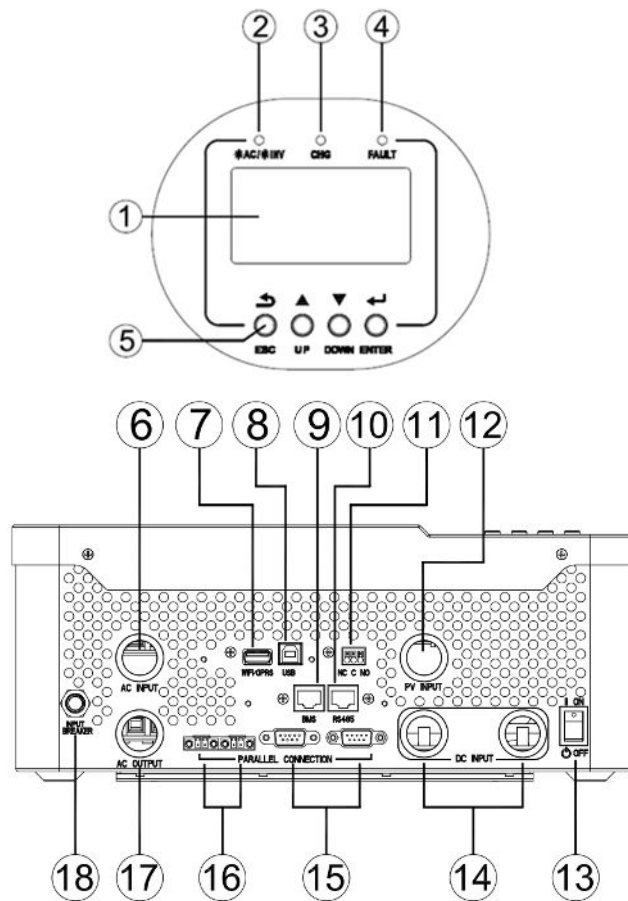 2 3 4
☀AC/☀INV CHG FAULT
1
5
ESC UP DOWN ENTER
6 7 8 9 10 11 12
WIFI/GPRS USB NC C NO
AC INPUT PV INPUT
BMS RS485
I ON
INPUT
BREAKER
AC OUTPUT PARALLEL CONNECTION DC INPUT OFF
18 17 16 15 14 13